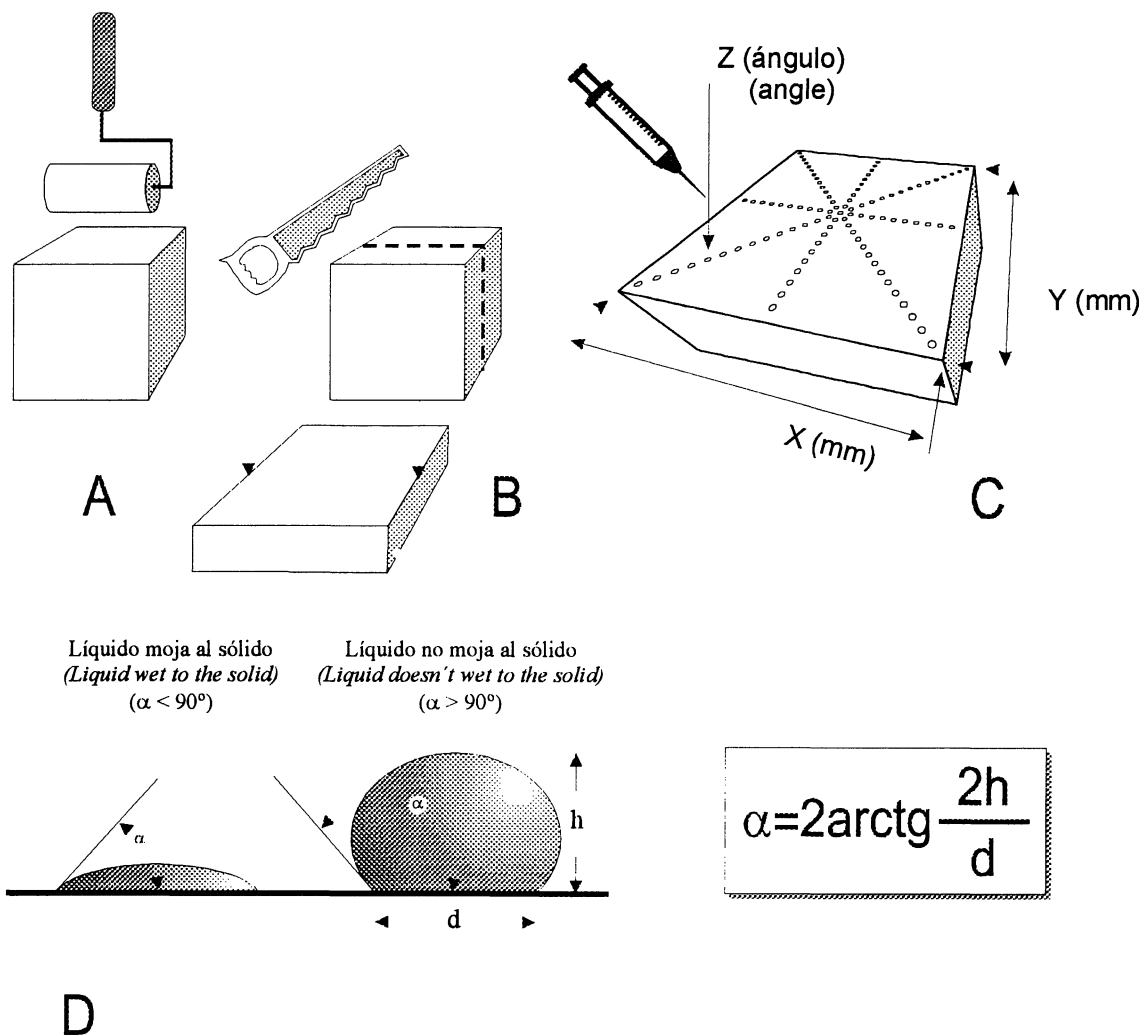 Z (ángulo)
(angle)
Y (mm)
X (mm)
A
B
C
Líquido moja al sólido
(Liquid wet to the solid)
(α < 90º)
Líquido no moja al sólido
(Liquid doesn´t wet to the solid)
(α > 90º)
α
α
h
d
α=2arctg 2h
d
D